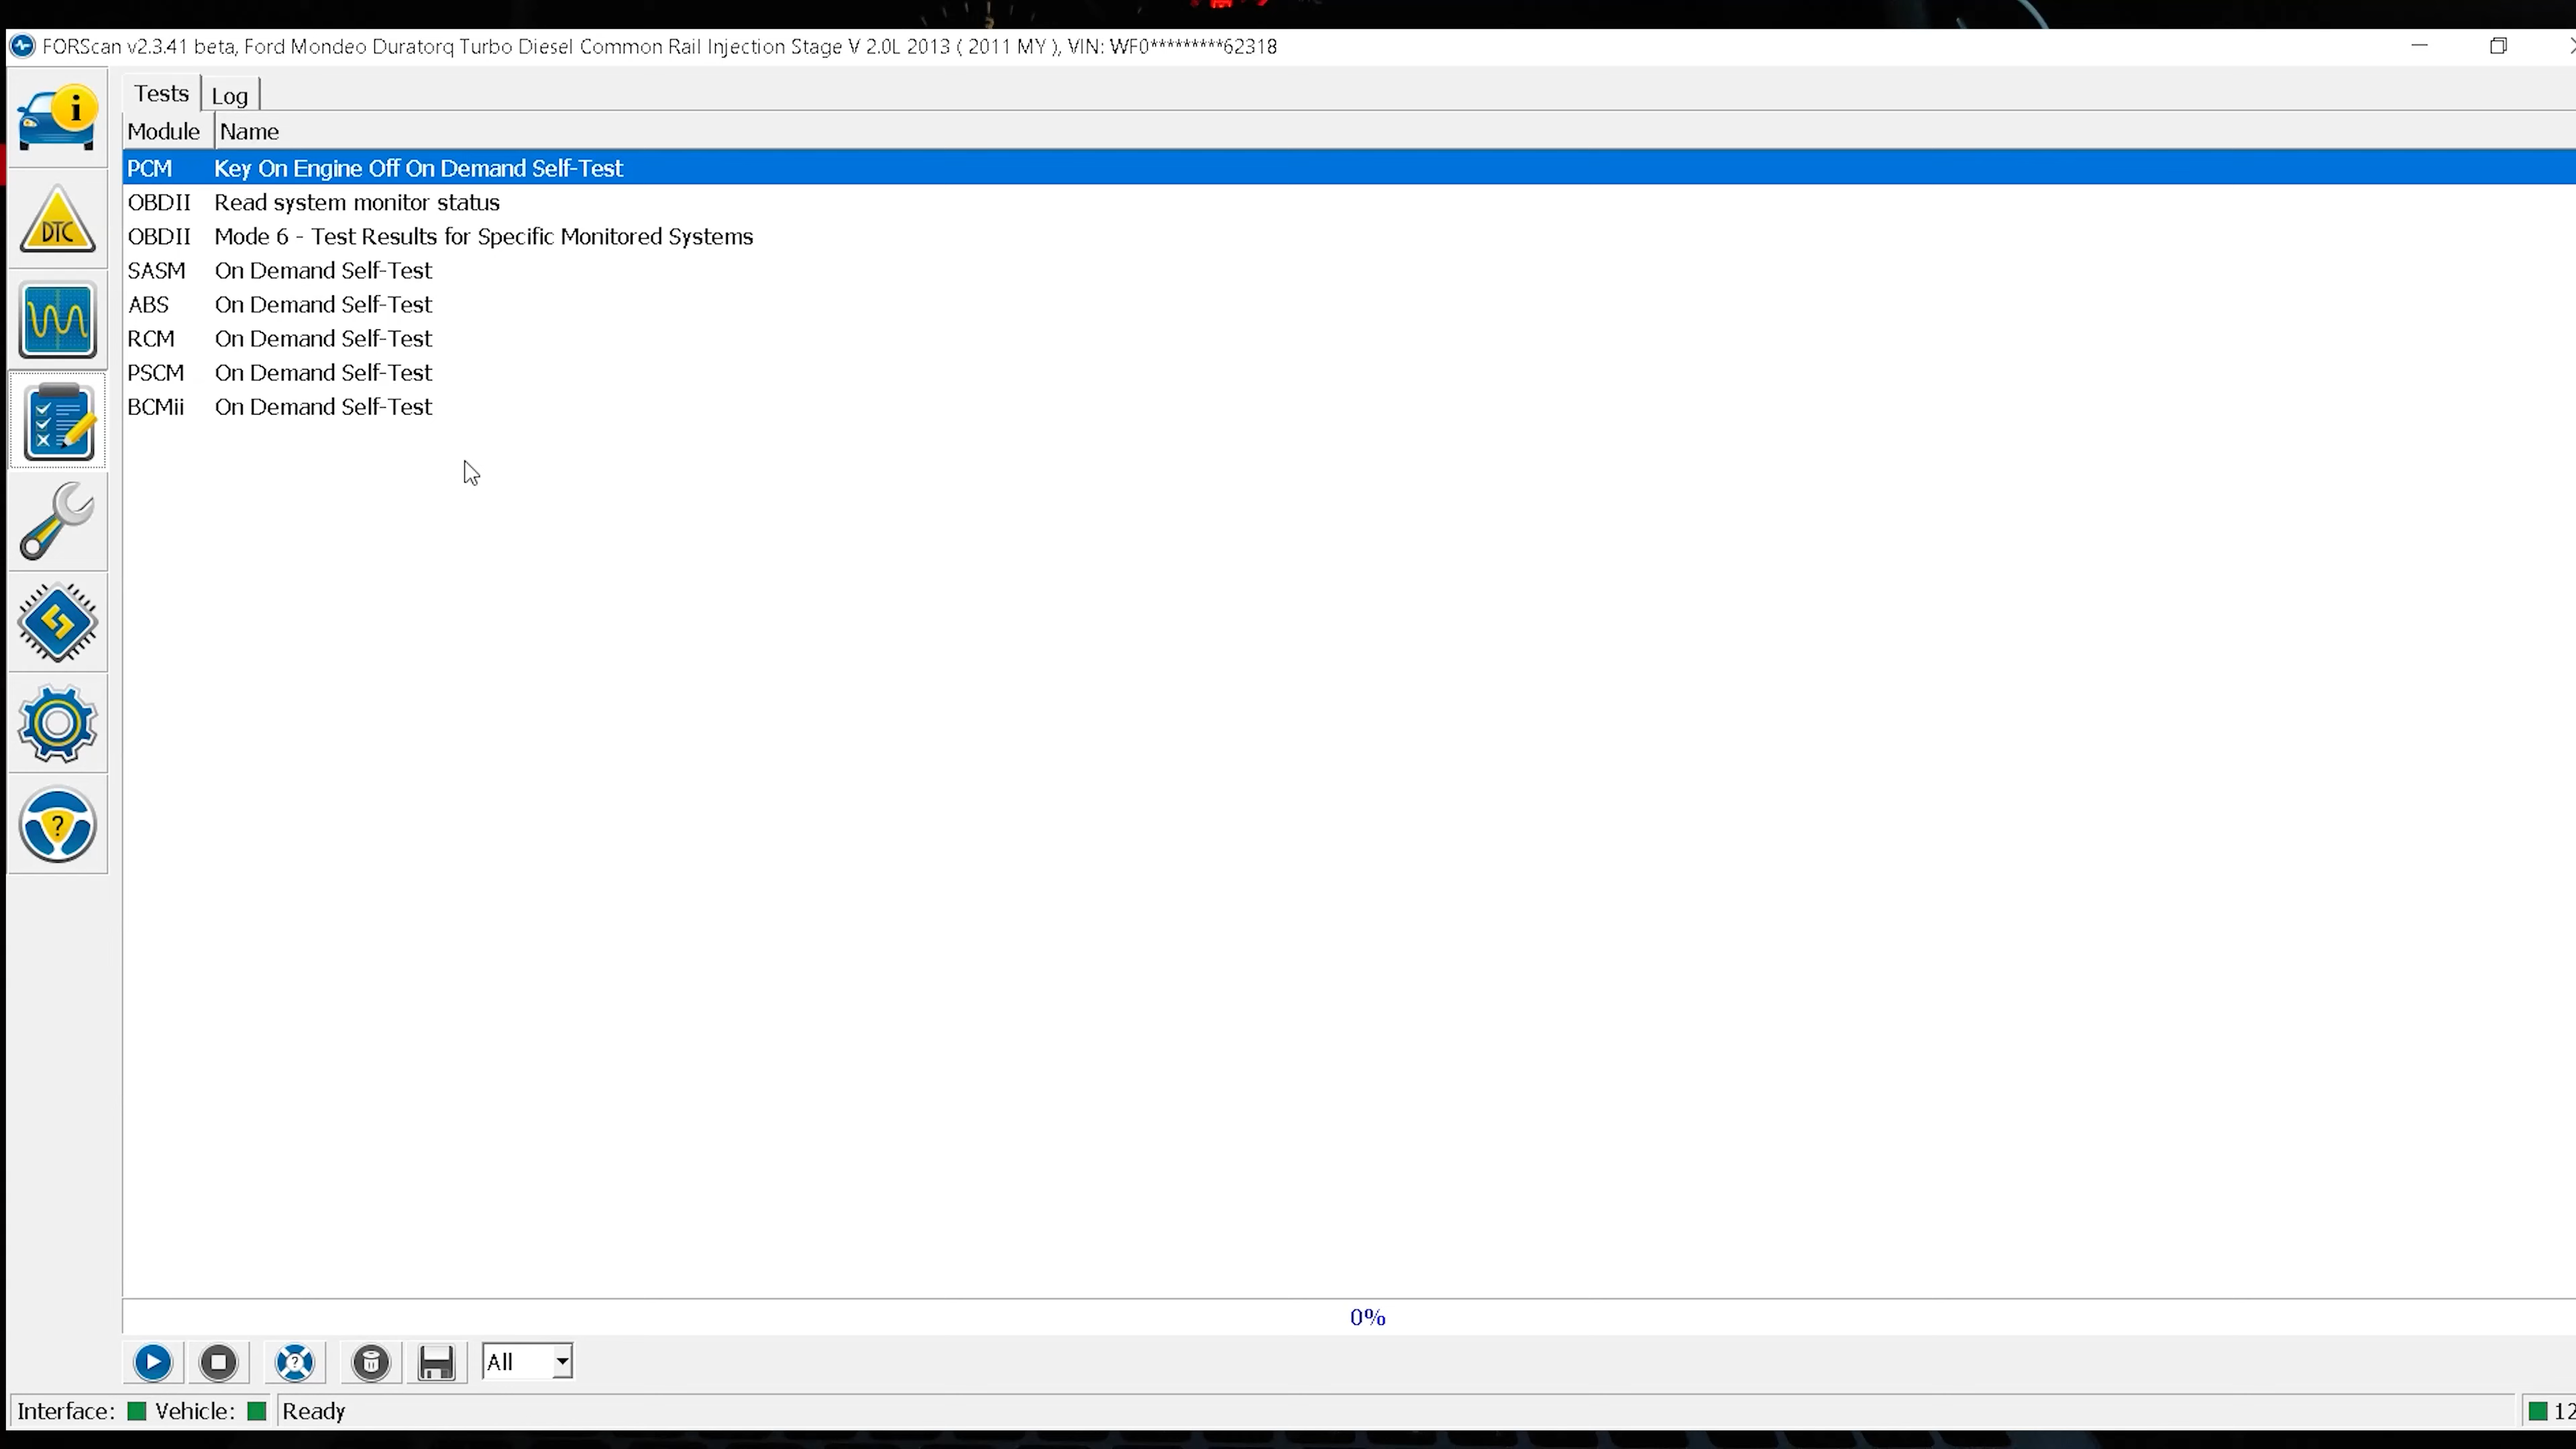 FORScan v2.3.41 beta, Ford Mondeo Duratorq Turbo Diesel Common Rail Injection Stage V 2.0L 2013 ( 2011 MY ), VIN: WF0*********62318
i
DTC
?
Tests Log
Module Name
PCM Key On Engine Off On Demand Self-Test
OBDII Read system monitor status
OBDII Mode 6 - Test Results for Specific Monitored Systems
SASM On Demand Self-Test
ABS On Demand Self-Test
RCM On Demand Self-Test
PSCM On Demand Self-Test
BCMii On Demand Self-Test
0%
? All
Interface: Vehicle: Ready 12